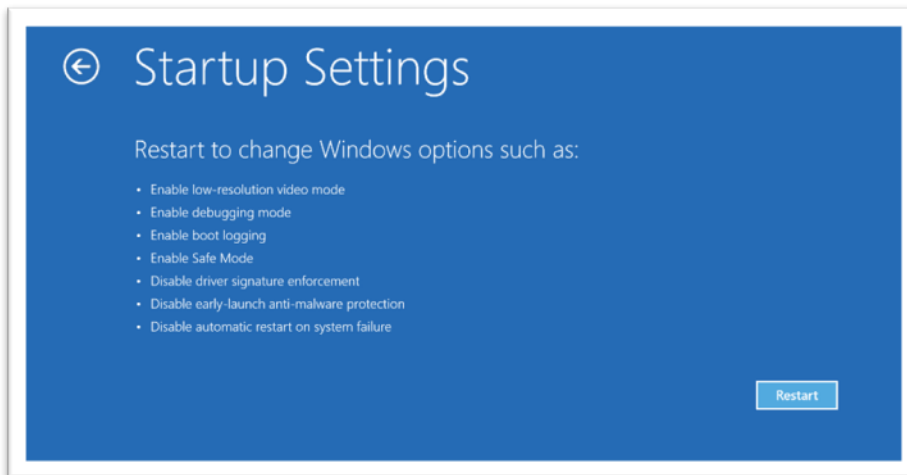 Startup Settings
Restart to change Windows options such as:
• Enable low-resolution video mode
• Enable debugging mode
• Enable boot logging
• Enable Safe Mode
• Disable driver signature enforcement
• Disable early-launch anti-malware protection
• Disable automatic restart on system failure
Restart